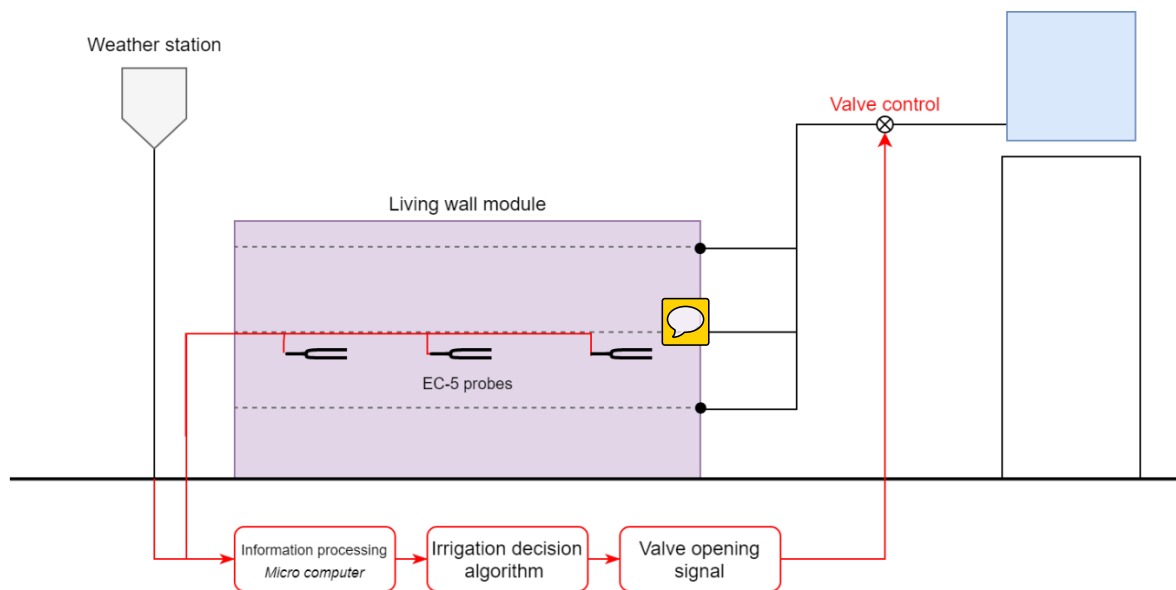 Weather station
Valve control
Living wall module
EC-5 probes
Information processing
Micro computer
Irrigation decision
algorithm
Valve opening
signal